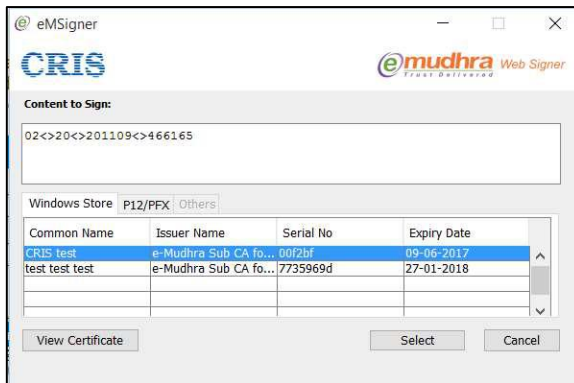 eMSigner
CRIS
emudhra Web Signer
Trust Delivered
Content to Sign:
02<>20<>201109<>466165
Windows Store P12/PFX Others
Common Name Issuer Name Serial No Expiry Date
CRIS test e-Mudhra Sub CA fo... 00f2bf 09-06-2017
test test test e-Mudhra Sub CA fo... 7735969d 27-01-2018
View Certificate Select Cancel